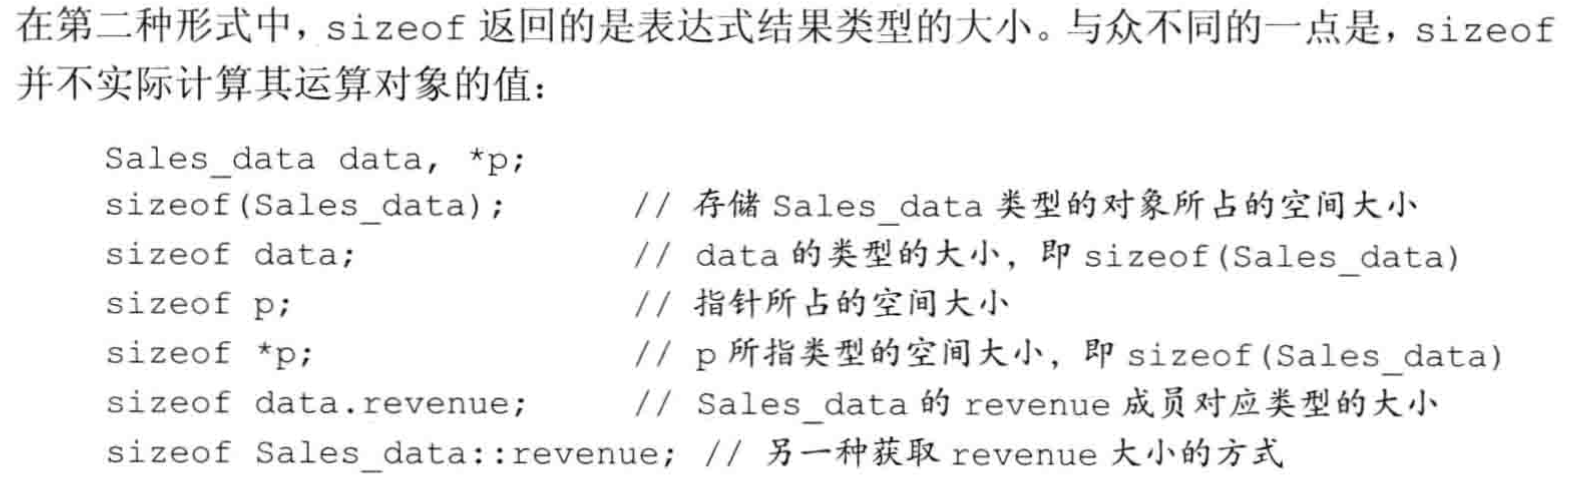 在第二种形式中，sizeof 返回的是表达式结果类型的大小。与众不同的一点是，sizeof
并不实际计算其运算对象的值：
Sales_data data, *p;
sizeof(Sales_data); // 存储 Sales_data 类型的对象所占的空间大小
sizeof data; // data 的类型的大小，即 sizeof(Sales_data)
sizeof p; // 指针所占的空间大小
sizeof *p; // p 所指类型的空间大小，即 sizeof(Sales_data)
sizeof data.revenue; // Sales_data 的 revenue 成员对应类型的大小
sizeof Sales_data::revenue; // 另一种获取 revenue 大小的方式